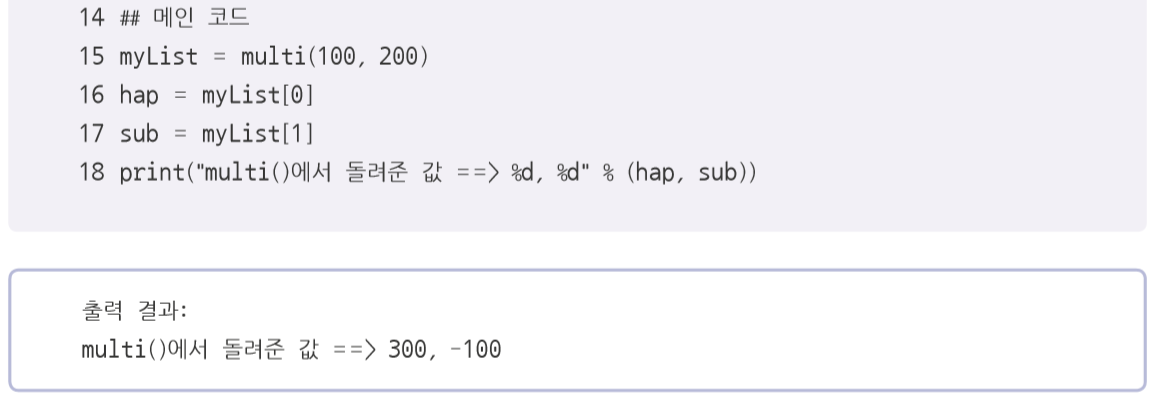 14 ## 메인 코드
15 myList = multi(100, 200)
16 hap = myList[0]
17 sub = myList[1]
18 print("multi()에서 돌려준 값 ==> %d, %d" % (hap, sub))
출력 결과:
multi()에서 돌려준 값 ==> 300, -100